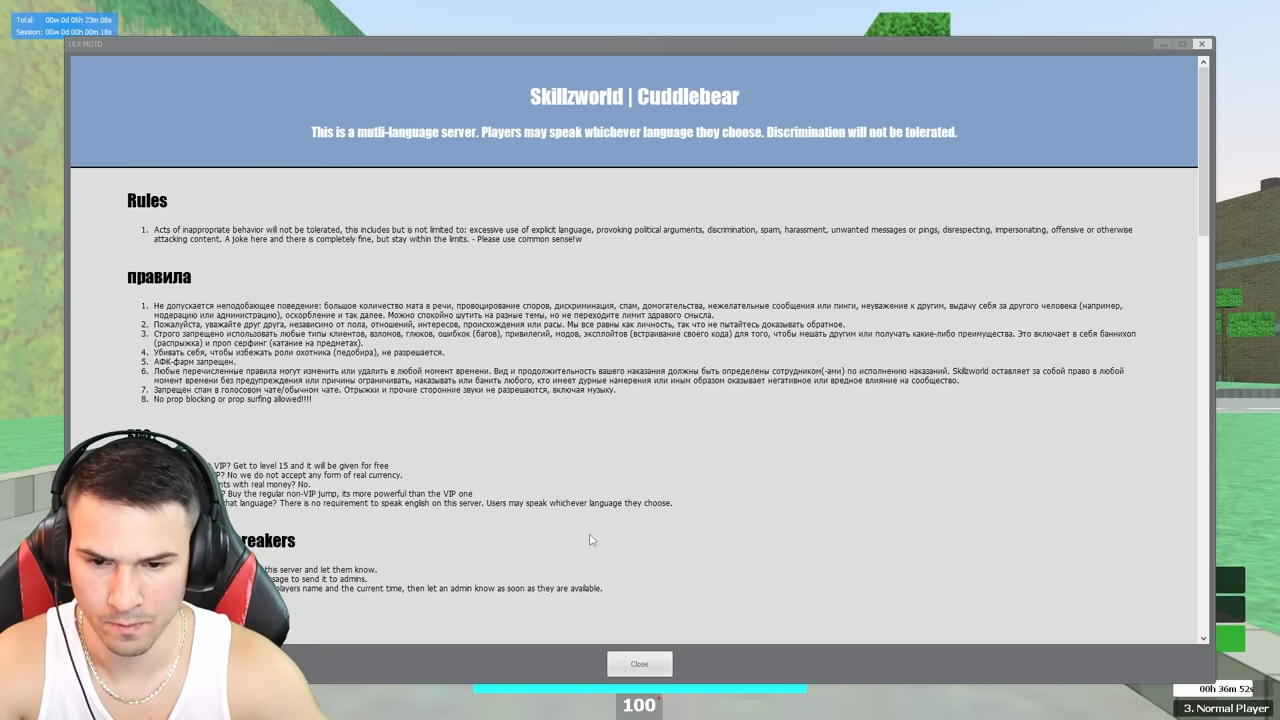 Total: 00w 0d 06h 23m 08s
Session: 00w 0d 00h 00m 18s
ULX MOTD
Skillzworld | Cuddlebear
This is a mutli-language server. Players may speak whichever language they choose. Discrimination will not be tolerated.
Rules
1. Acts of inappropriate behavior will not be tolerated, this includes but is not limited to: excessive use of explicit language, provoking political arguments, discrimination, spam, harassment, unwanted messages or pings, disrespecting, impersonating, offensive or otherwise
attacking content. A joke here and there is completely fine, but stay within the limits. - Please use common sense!w
правила
1. Не допускается неподобающее поведение: большое количество мата в речи, провоцирование споров, дискриминация, спам, домогательства, нежелательные сообщения или пинги, неуважение к другим, выдачу себя за другого человека (например,
модерацию или администрацию), оскорбление и так далее. Можно спокойно шутить на разные темы, но не переходите лимит здравого смысла.
2. Пожалуйста, уважайте друг друга, независимо от пола, отношений, интересов, происхождения или расы. Мы все равны как личность, так что не пытайтесь доказывать обратное.
3. Строго запрещено использовать любые типы клиентов, взломов, глюков, ошибкок (багов), привилегий, модов, эксплойтов (встраивание своего кода) для того, чтобы мешать другим или получать какие-либо преимущества. Это включает в себя баннихоп
(распрыжка) и проп серфинг (катание на предметах).
4. Убивать себя, чтобы избежать роли охотника (педобира), не разрешается.
5. АФК-фарм запрещен.
6. Любые перечисленные правила могут изменить или удалить в любой момент времени. Вид и продолжительность вашего наказания должны быть определены сотрудником(-ами) по исполнению наказаний. Skillzworld оставляет за собой право в любой
момент времени без предупреждения или причины ограничивать, наказывать или банить любого, кто имеет дурные намерения или иным образом оказывает негативное или вредное влияние на сообщество.
7. Запрещен спам в голосовом чате/обычном чате. Отрыжки и прочие сторонние звуки не разрешаются, включая музыку.
8. No prop blocking or prop surfing allowed!!!!
VIP? Get to level 15 and it will be given for free
? No we do not accept any form of real currency.
with real money? No.
? Buy the regular non-VIP jump, its more powerful than the VIP one
language? There is no requirement to speak english on this server. Users may speak whichever language they choose.
reakers
this server and let them know.
to send it to admins.
name and the current time, then let an admin know as soon as they are available.
Close
100
00h 36m 52s
3. Normal Player